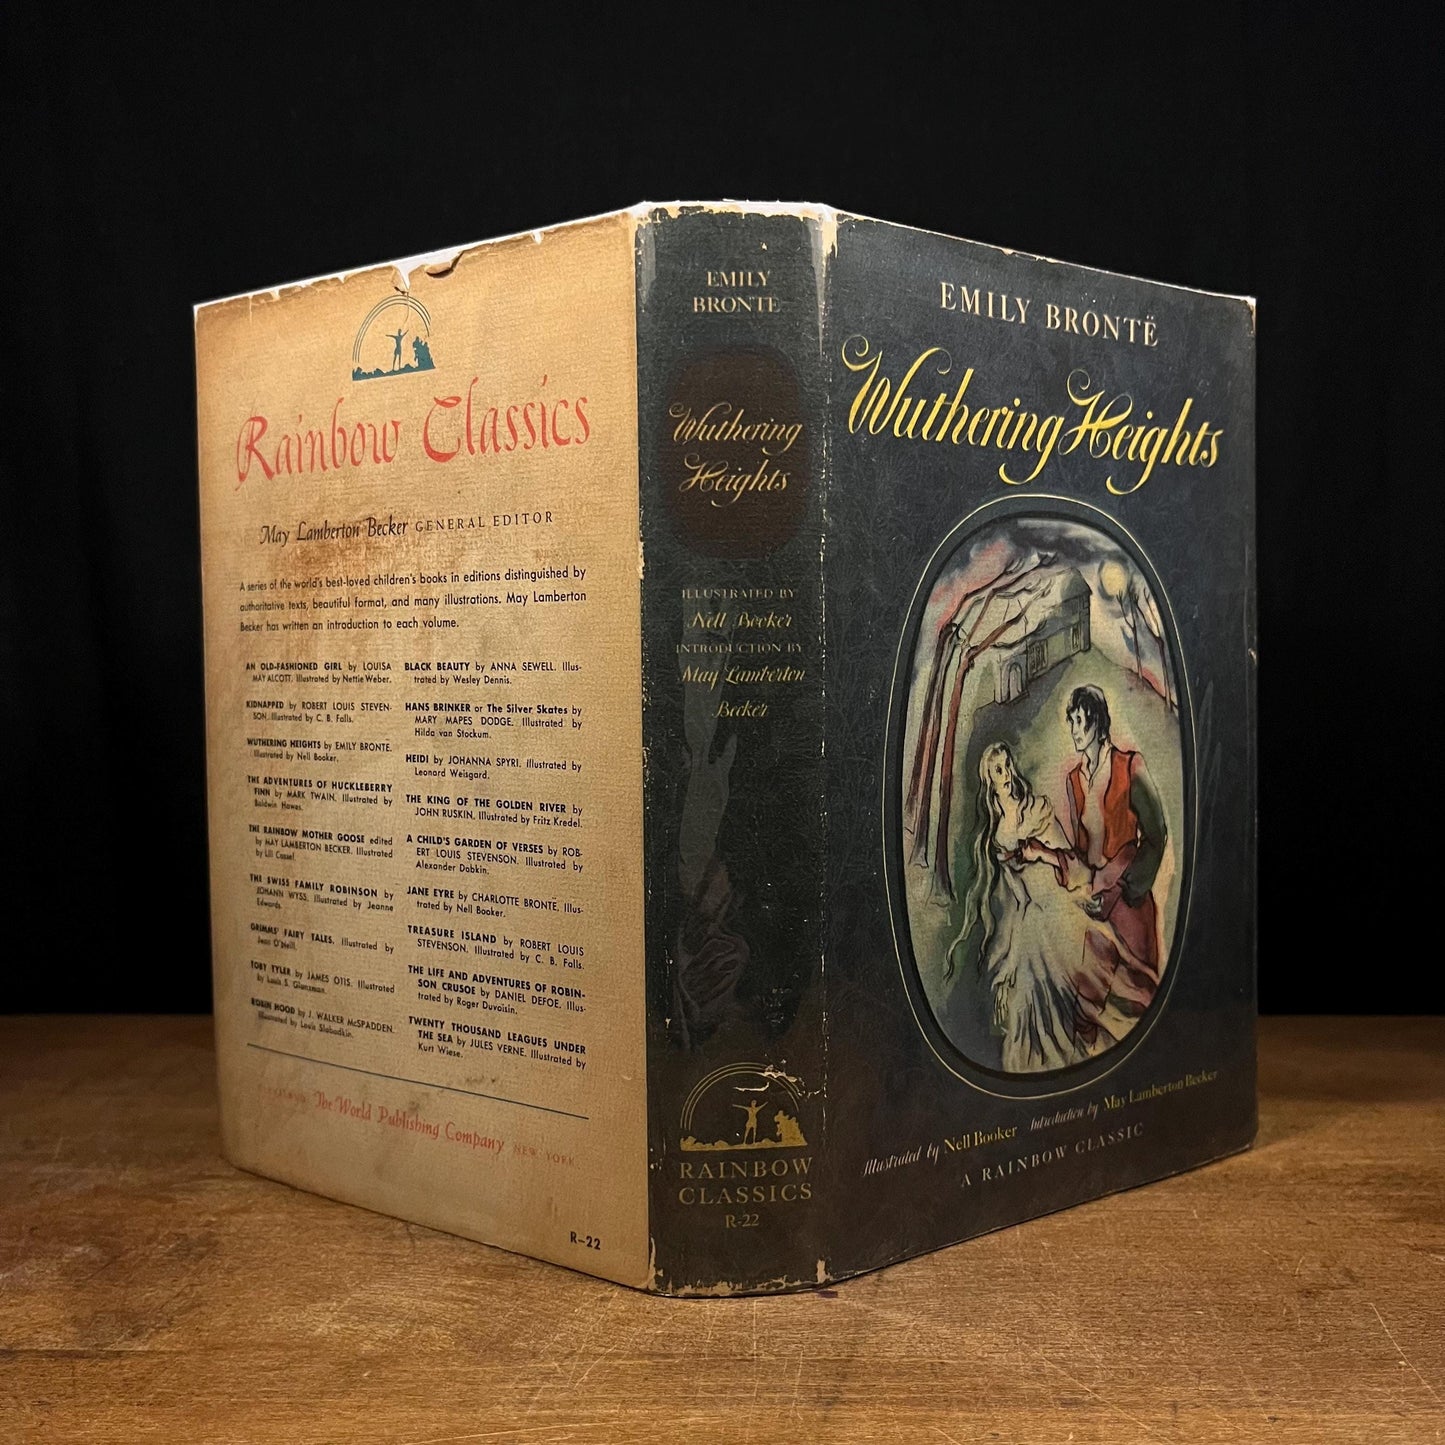 Rainbow Classics
May Lamberton Becker GENERAL EDITOR
A series of the world's best-loved children's books in editions distinguished by
authoritative texts, beautiful format, and many illustrations. May Lamberton
Becker has written an introduction to each volume.
AN OLD-FASHIONED GIRL by LOUISA
MAY ALCOTT. Illustrated by Nettie Weber.
KIDNAPPED by ROBERT LOUIS STEVEN-
SON. Illustrated by C. B. Falls.
WUTHERING HEIGHTS by EMILY BRONTË.
Illustrated by Nell Booker.
THE ADVENTURES OF HUCKLEBERRY
FINN by MARK TWAIN. Illustrated by
Baldwin Hawes.
THE RAINBOW MOTHER GOOSE edited
by MAY LAMBERTON BECKER. Illustrated
by Lili Cassel.
THE SWISS FAMILY ROBINSON by
JOHANN WYSS. Illustrated by Jeanne
Edwards.
GRIMMS' FAIRY TALES. Illustrated by
Jean O'Neill.
TOBY TYLER by JAMES OTIS. Illustrated
by Louis S. Glanzman.
ROBIN HOOD by J. WALKER McSPADDEN.
Illustrated by Louis Slobodkin.
BLACK BEAUTY by ANNA SEWELL. Illus-
trated by Wesley Dennis.
HANS BRINKER or The Silver Skates by
MARY MAPES DODGE. Illustrated by
Hilda van Stockum.
HEIDI by JOHANNA SPYRI. Illustrated by
Leonard Weisgard.
THE KING OF THE GOLDEN RIVER by
JOHN RUSKIN. Illustrated by Fritz Kredel.
A CHILD'S GARDEN OF VERSES by ROB-
ERT LOUIS STEVENSON. Illustrated by
Alexander Dobkin.
JANE EYRE by CHARLOTTE BRONTË. Illus-
trated by Nell Booker.
TREASURE ISLAND by ROBERT LOUIS
STEVENSON. Illustrated by C. B. Falls.
THE LIFE AND ADVENTURES OF ROBIN-
SON CRUSOE by DANIEL DEFOE. Illus-
trated by Roger Duvoisin.
TWENTY THOUSAND LEAGUES UNDER
THE SEA by JULES VERNE. Illustrated by
Kurt Wiese.
The World Publishing Company NEW YORK
R-22
EMILY
BRONTË
Wuthering
Heights
ILLUSTRATED BY
Nell Booker
INTRODUCTION BY
May Lamberton
Becker
RAINBOW
CLASSICS
R-22
EMILY BRONTË
Wuthering Heights
Illustrated by Nell Booker Introduction by May Lamberton Becker
A RAINBOW CLASSIC